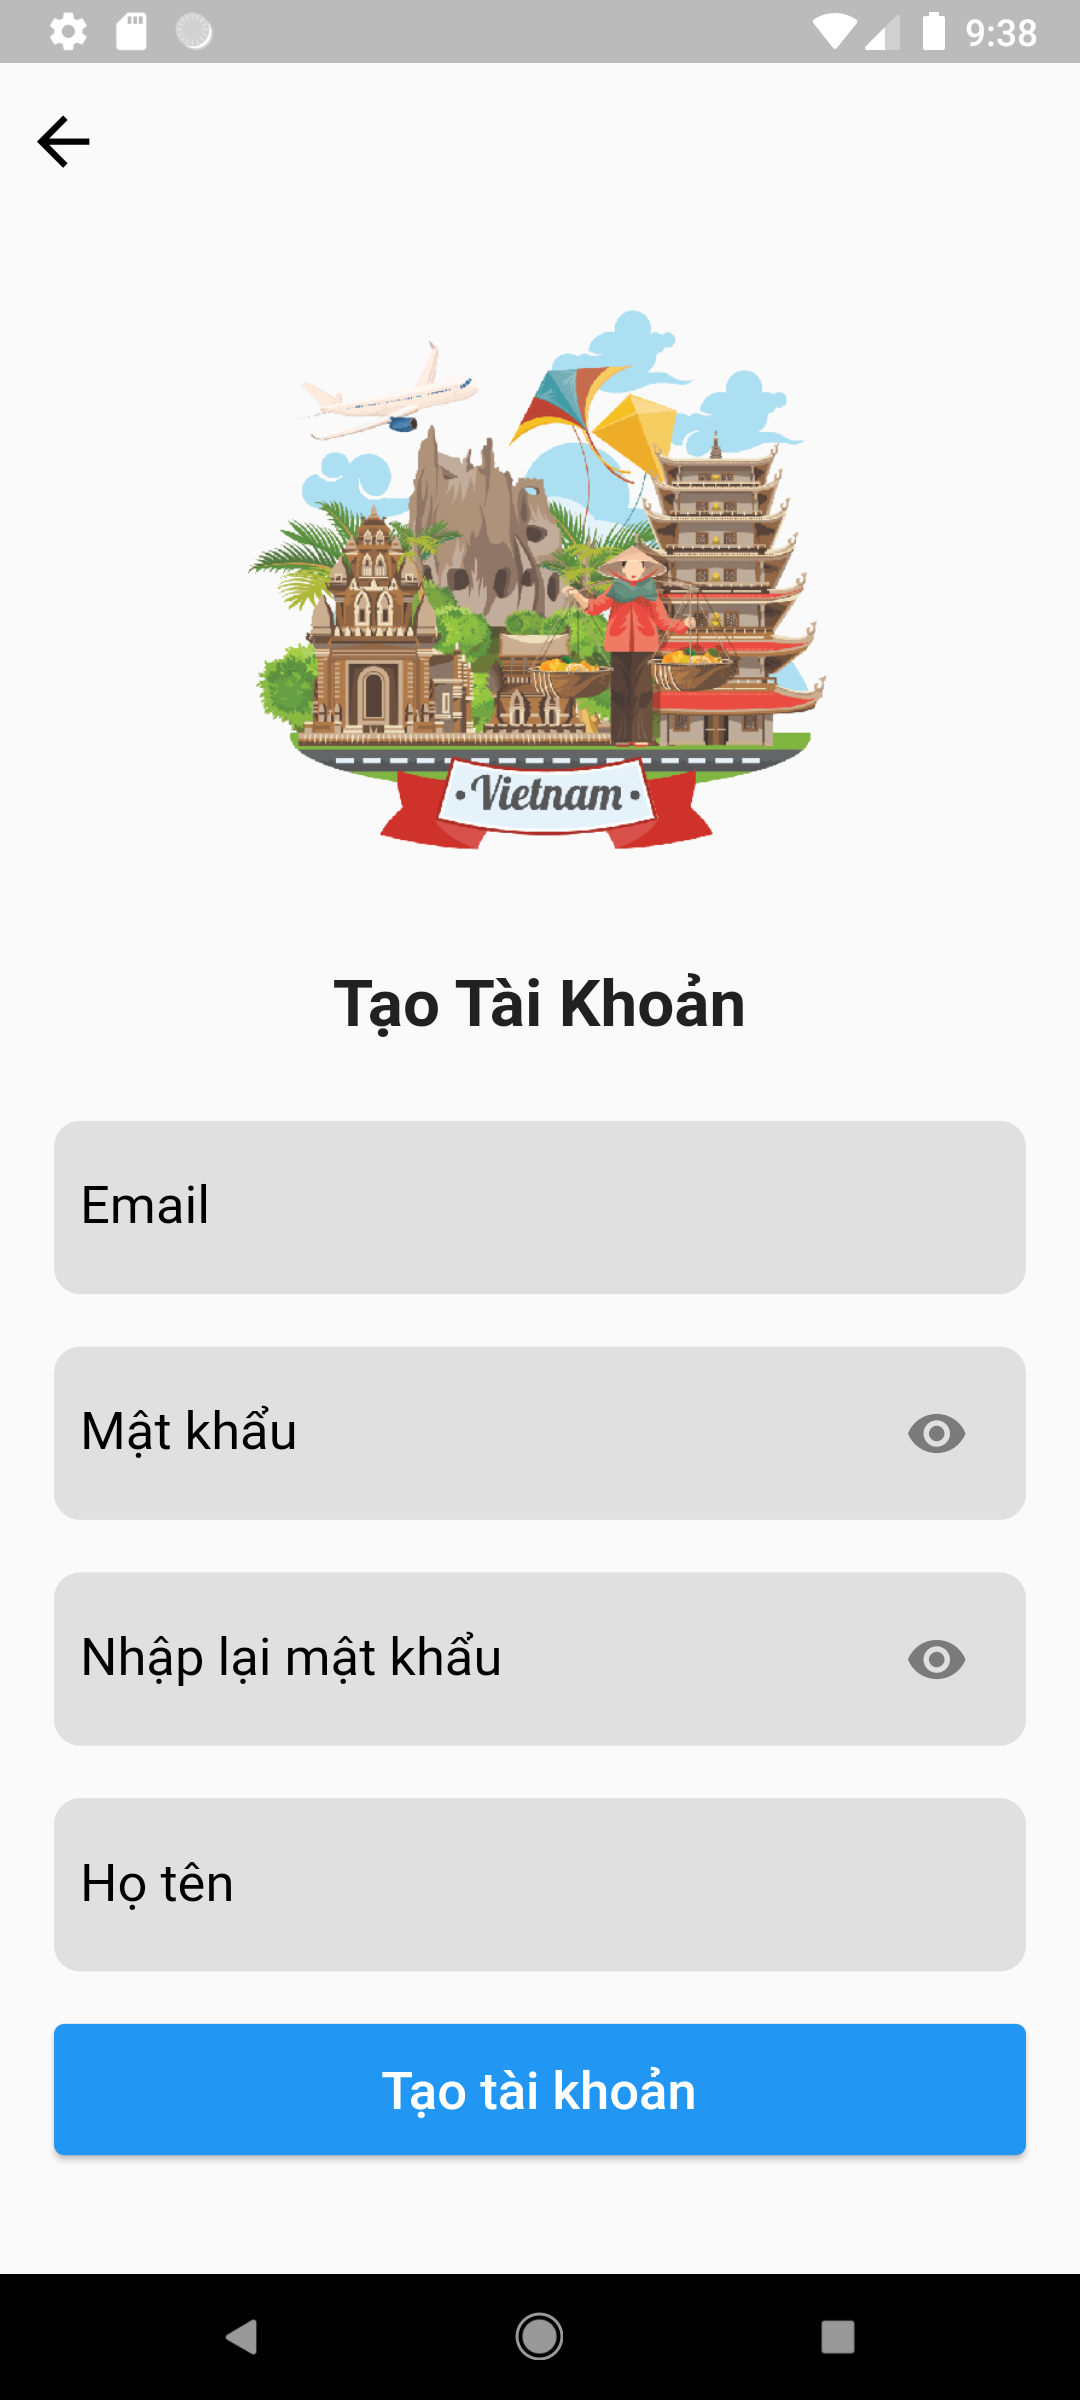 9:38
• Vietnam •
Tạo Tài Khoản
Email
Mật khẩu
Nhập lại mật khẩu
Họ tên
Tạo tài khoản